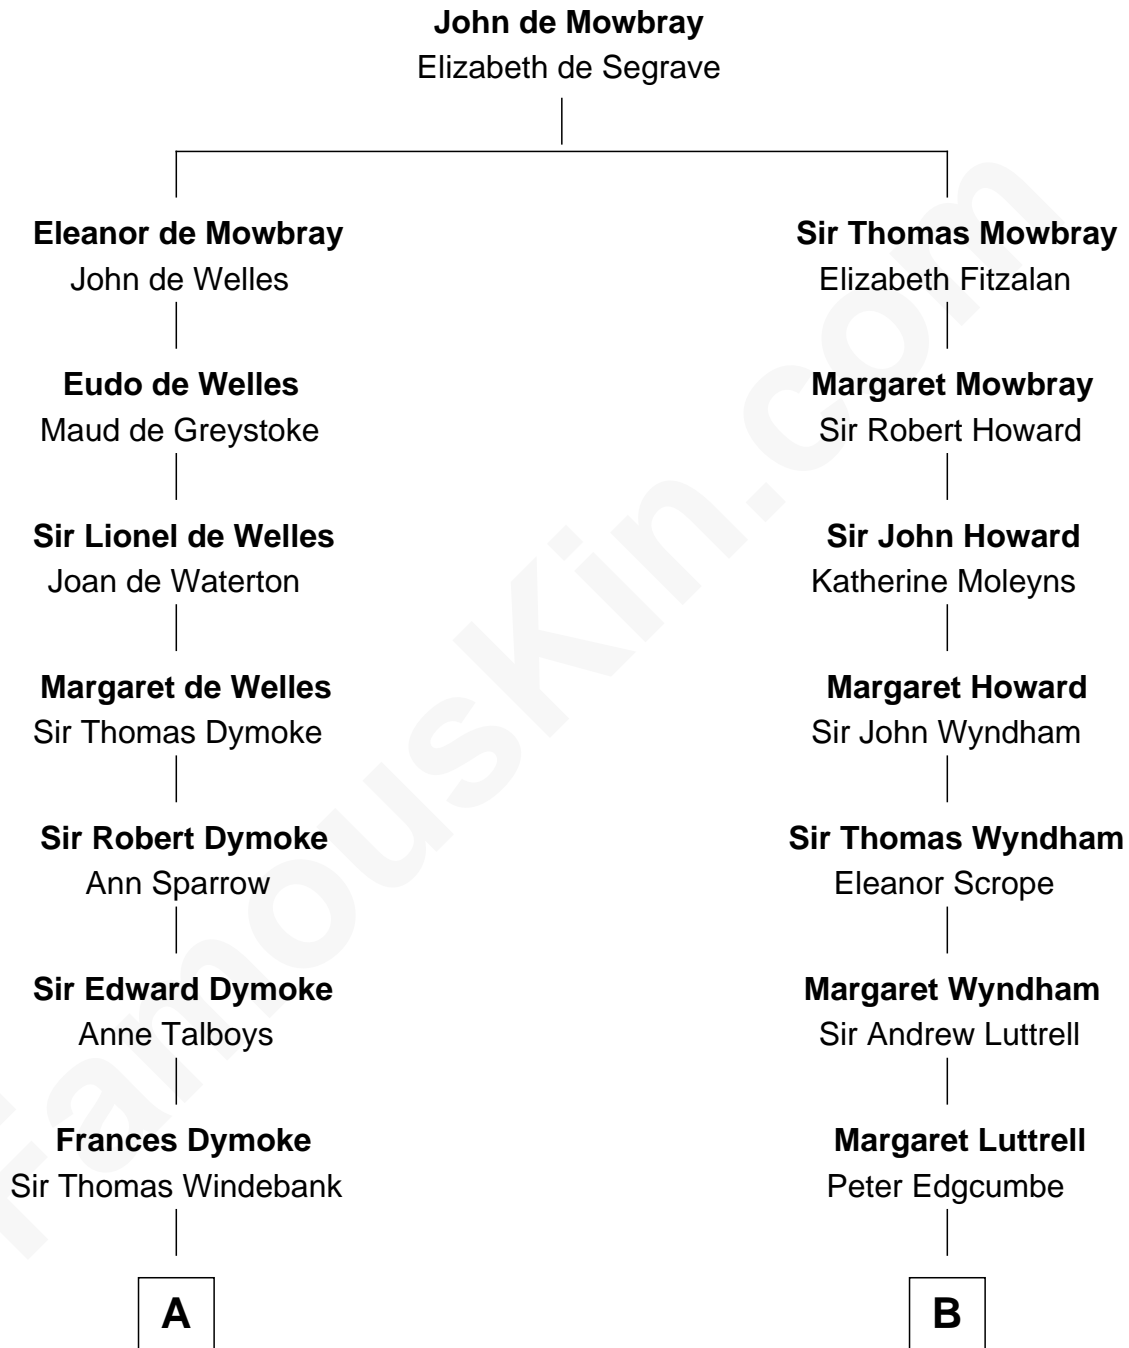 John de Mowbray
Elizabeth de Segrave
Eleanor de Mowbray
John de Welles
Sir Thomas Mowbray
Elizabeth Fitzalan
Eudo de Welles
Maud de Greystoke
Margaret Mowbray
Sir Robert Howard
Sir Lionel de Welles
Joan de Waterton
Sir John Howard
Katherine Moleyns
Margaret de Welles
Sir Thomas Dymoke
Margaret Howard
Sir John Wyndham
Sir Robert Dymoke
Ann Sparrow
Sir Thomas Wyndham
Eleanor Scrope
Sir Edward Dymoke
Anne Talboys
Margaret Wyndham
Sir Andrew Luttrell
Frances Dymoke
Sir Thomas Windebank
Margaret Luttrell
Peter Edgcumbe
A
B
FamousKin.com